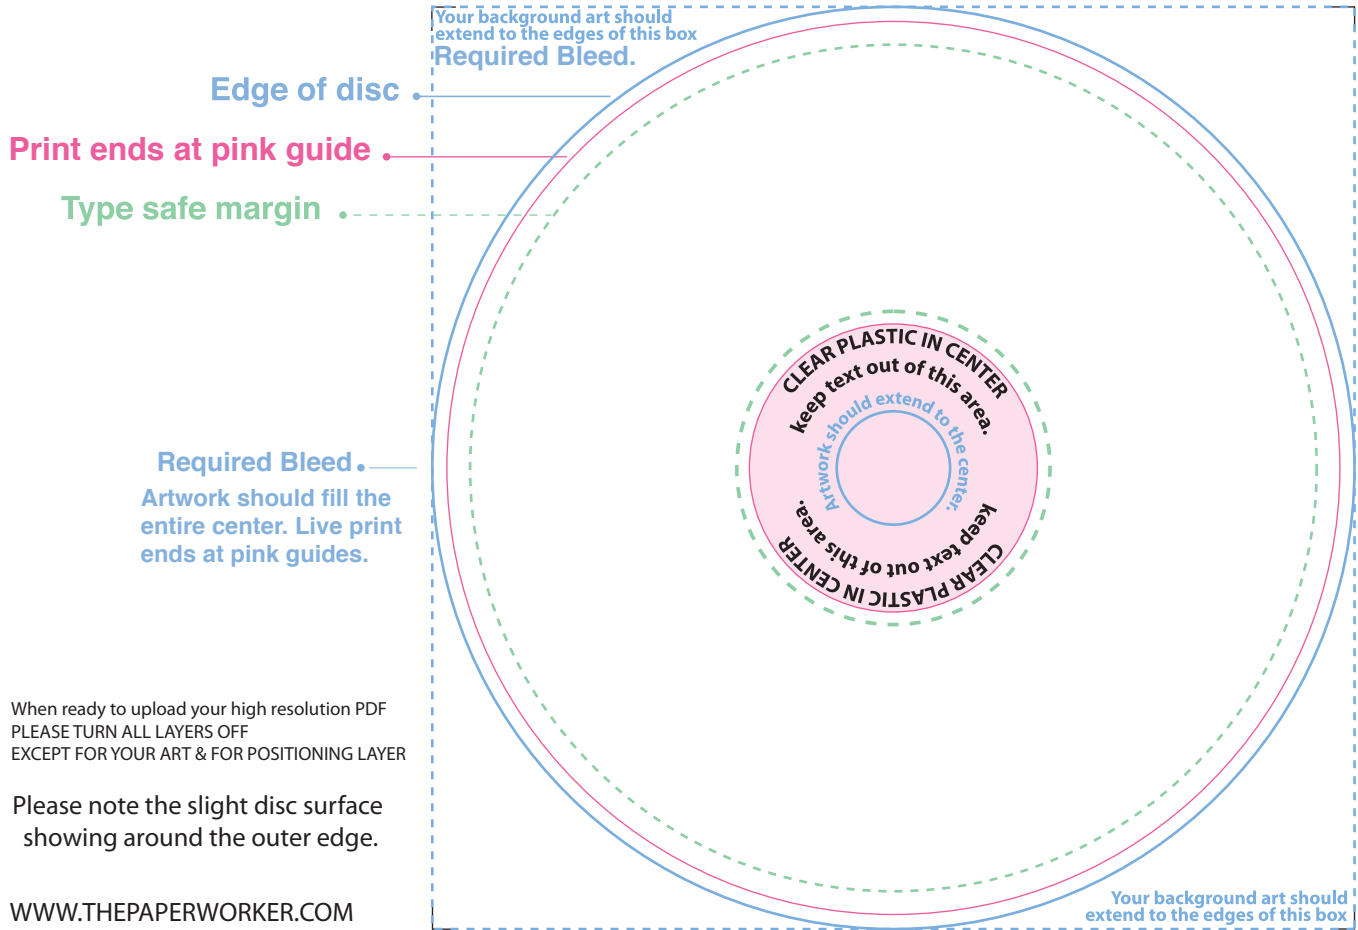 Your background art should
extend to the edges of this box
Required Bleed.
Edge of disc
Print ends at pink guide
Type safe margin
CLEAR PLASTIC IN CENTER
keep text out of this area.
Artwork should extend to the center.
keep text out of this area.
CLEAR PLASTIC IN CENTER
Required Bleed
Artwork should fill the
entire center. Live print
ends at pink guides.
When ready to upload your high resolution PDF
PLEASE TURN ALL LAYERS OFF
EXCEPT FOR YOUR ART & FOR POSITIONING LAYER
Please note the slight disc surface
showing around the outer edge.
WWW.THEPAPERWORKER.COM
Your background art should
extend to the edges of this box